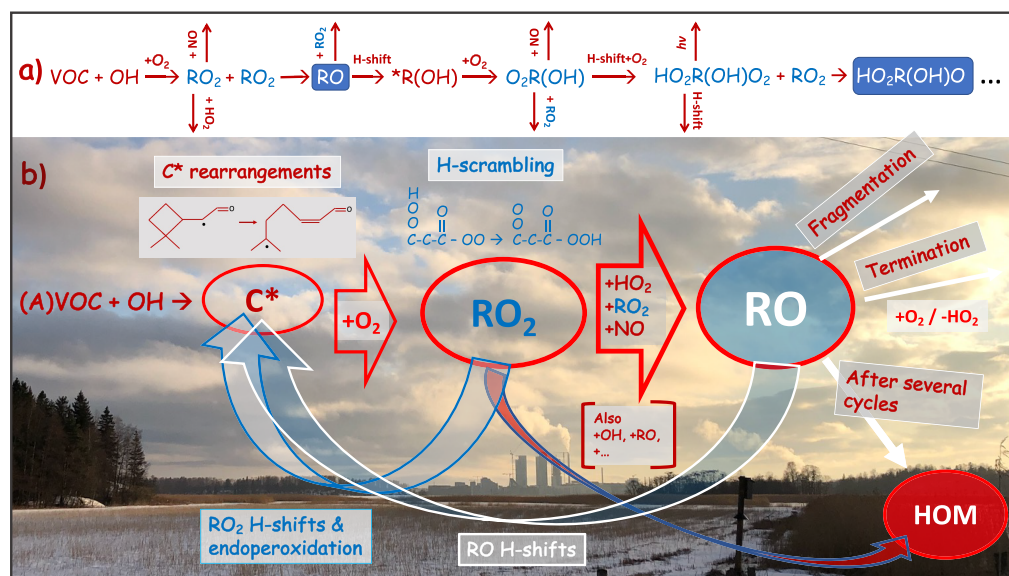 a)
VOC + OH +O₂ → RO₂ + RO₂ → RO H-shift → *R(OH) +O₂ → O₂R(OH) H-shift+O₂ → HO₂R(OH)O₂ + RO₂ → HO₂R(OH)O ...
+ NO
+ HO₂
+ RO₂
+ NO
+ RO₂
hν
H-shift
b)
C* rearrangements
H-scrambling
O
O
H
O
O
O
C-C-C - OO → C-C-C - OOH
O
O
O
Fragmentation
Termination
+O₂ / -HO₂
(A)VOC + OH →
C*
+O₂
RO₂
+HO₂
+RO₂
+NO
RO
After several
cycles
Also
+OH, +RO,
+...
HOM
RO₂ H-shifts &
endoperoxidation
RO H-shifts